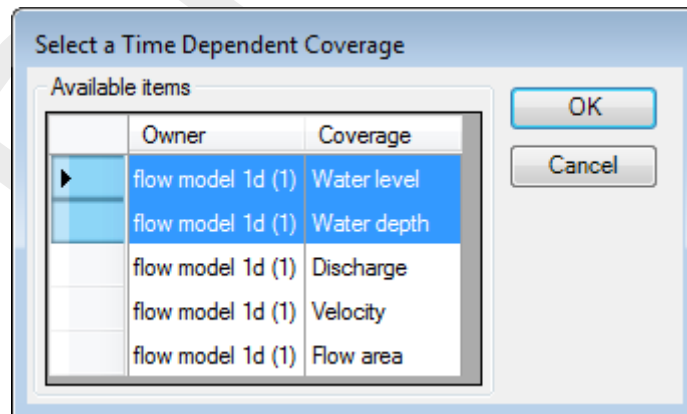 Select a Time Dependent Coverage
Available items
OK
Cancel
Owner Coverage
flow model 1d (1) Water level
flow model 1d (1) Water depth
flow model 1d (1) Discharge
flow model 1d (1) Velocity
flow model 1d (1) Flow area